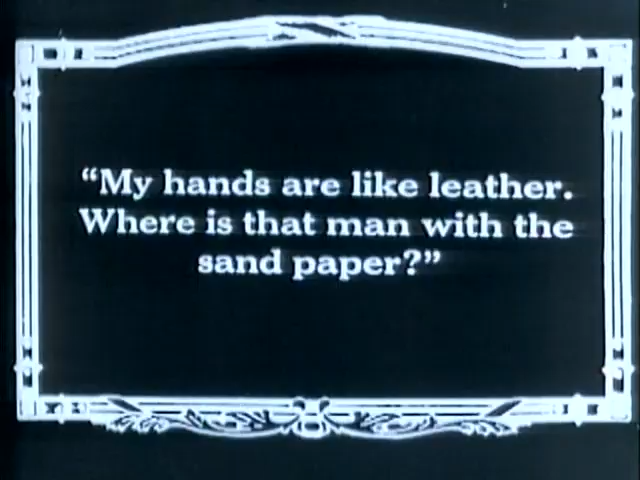 “My hands are like leather.
Where is that man with the
sand paper?”